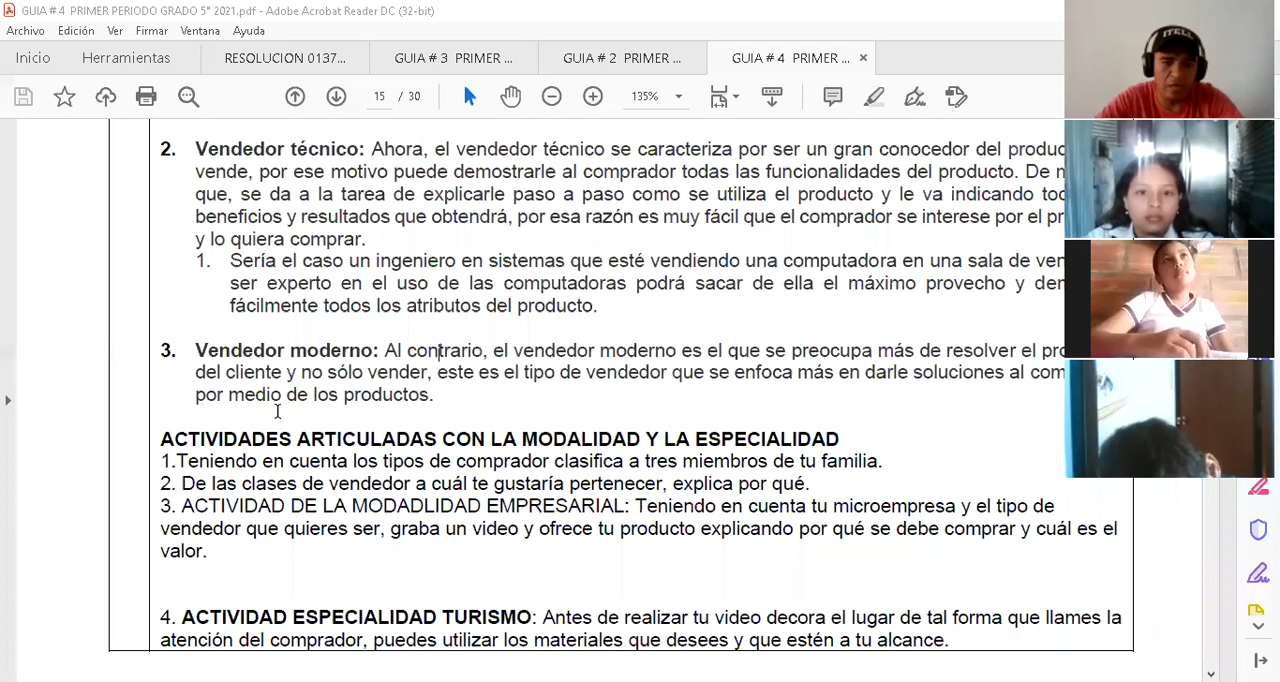 GUIA # 4 PRIMER PERIODO GRADO 5° 2021.pdf - Adobe Acrobat Reader DC (32-bit)
Archivo Edición Ver Firmar Ventana Ayuda
Inicio Herramientas RESOLUCION 0137... GUIA # 3 PRIMER ... GUIA # 2 PRIMER ... GUIA # 4 PRIMER ... ×
15 / 30 135%
ITELL
2. Vendedor técnico: Ahora, el vendedor técnico se caracteriza por ser un gran conocedor del produc
vende, por ese motivo puede demostrarle al comprador todas las funcionalidades del producto. De m
que, se da a la tarea de explicarle paso a paso como se utiliza el producto y le va indicando tod
beneficios y resultados que obtendrá, por esa razón es muy fácil que el comprador se interese por el pr
y lo quiera comprar.
1. Sería el caso un ingeniero en sistemas que esté vendiendo una computadora en una sala de ven
ser experto en el uso de las computadoras podrá sacar de ella el máximo provecho y den
fácilmente todos los atributos del producto.
3. Vendedor moderno: Al contrario, el vendedor moderno es el que se preocupa más de resolver el pro
del cliente y no sólo vender, este es el tipo de vendedor que se enfoca más en darle soluciones al com
por medio de los productos.
ACTIVIDADES ARTICULADAS CON LA MODALIDAD Y LA ESPECIALIDAD
1.Teniendo en cuenta los tipos de comprador clasifica a tres miembros de tu familia.
2. De las clases de vendedor a cuál te gustaría pertenecer, explica por qué.
3. ACTIVIDAD DE LA MODADLIDAD EMPRESARIAL: Teniendo en cuenta tu microempresa y el tipo de
vendedor que quieres ser, graba un video y ofrece tu producto explicando por qué se debe comprar y cuál es el
valor.
4. ACTIVIDAD ESPECIALIDAD TURISMO: Antes de realizar tu video decora el lugar de tal forma que llames la
atención del comprador, puedes utilizar los materiales que desees y que estén a tu alcance.